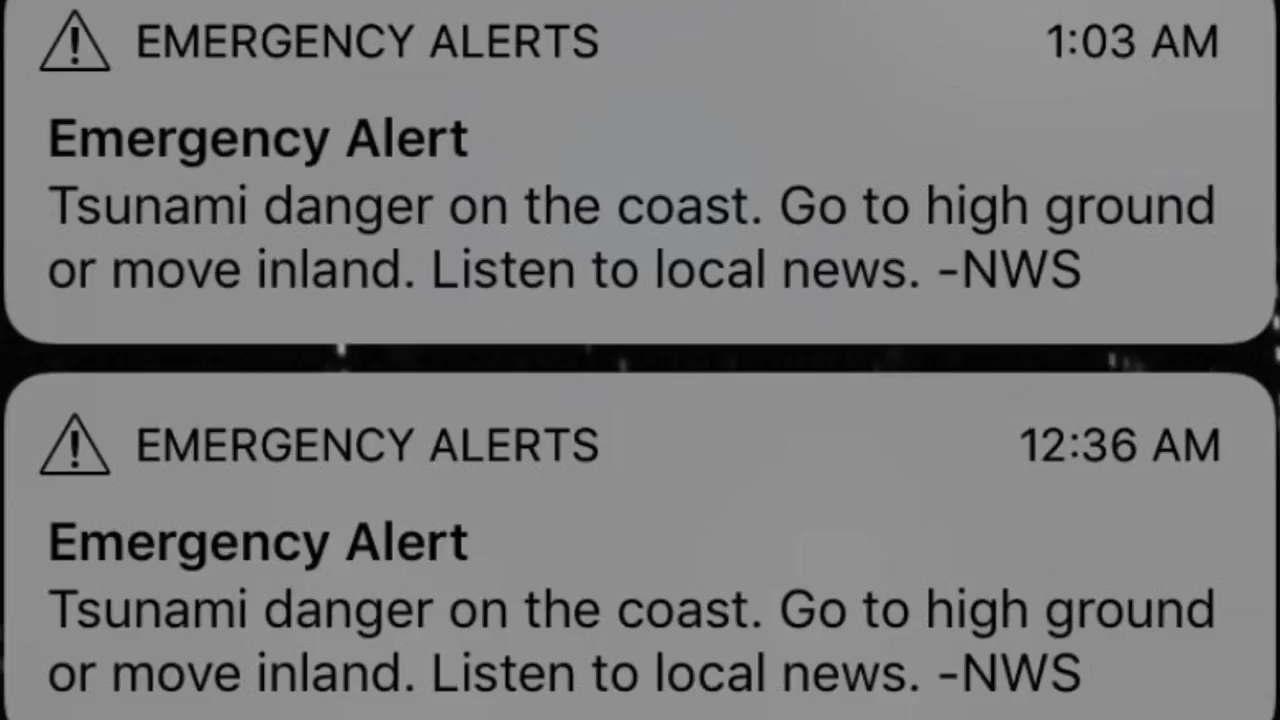 EMERGENCY ALERTS 1:03 AM
Emergency Alert
Tsunami danger on the coast. Go to high ground
or move inland. Listen to local news. -NWS
EMERGENCY ALERTS 12:36 AM
Emergency Alert
Tsunami danger on the coast. Go to high ground
or move inland. Listen to local news. -NWS